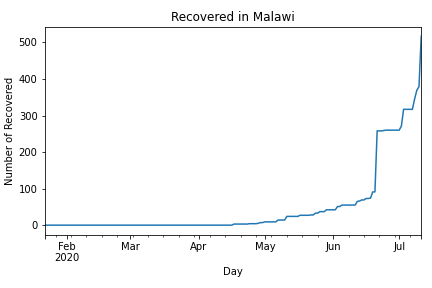 Recovered in Malawi
Number of Recovered
500
400
300
200
100
0
Feb
2020
Mar
Apr
May
Jun
Jul
Day